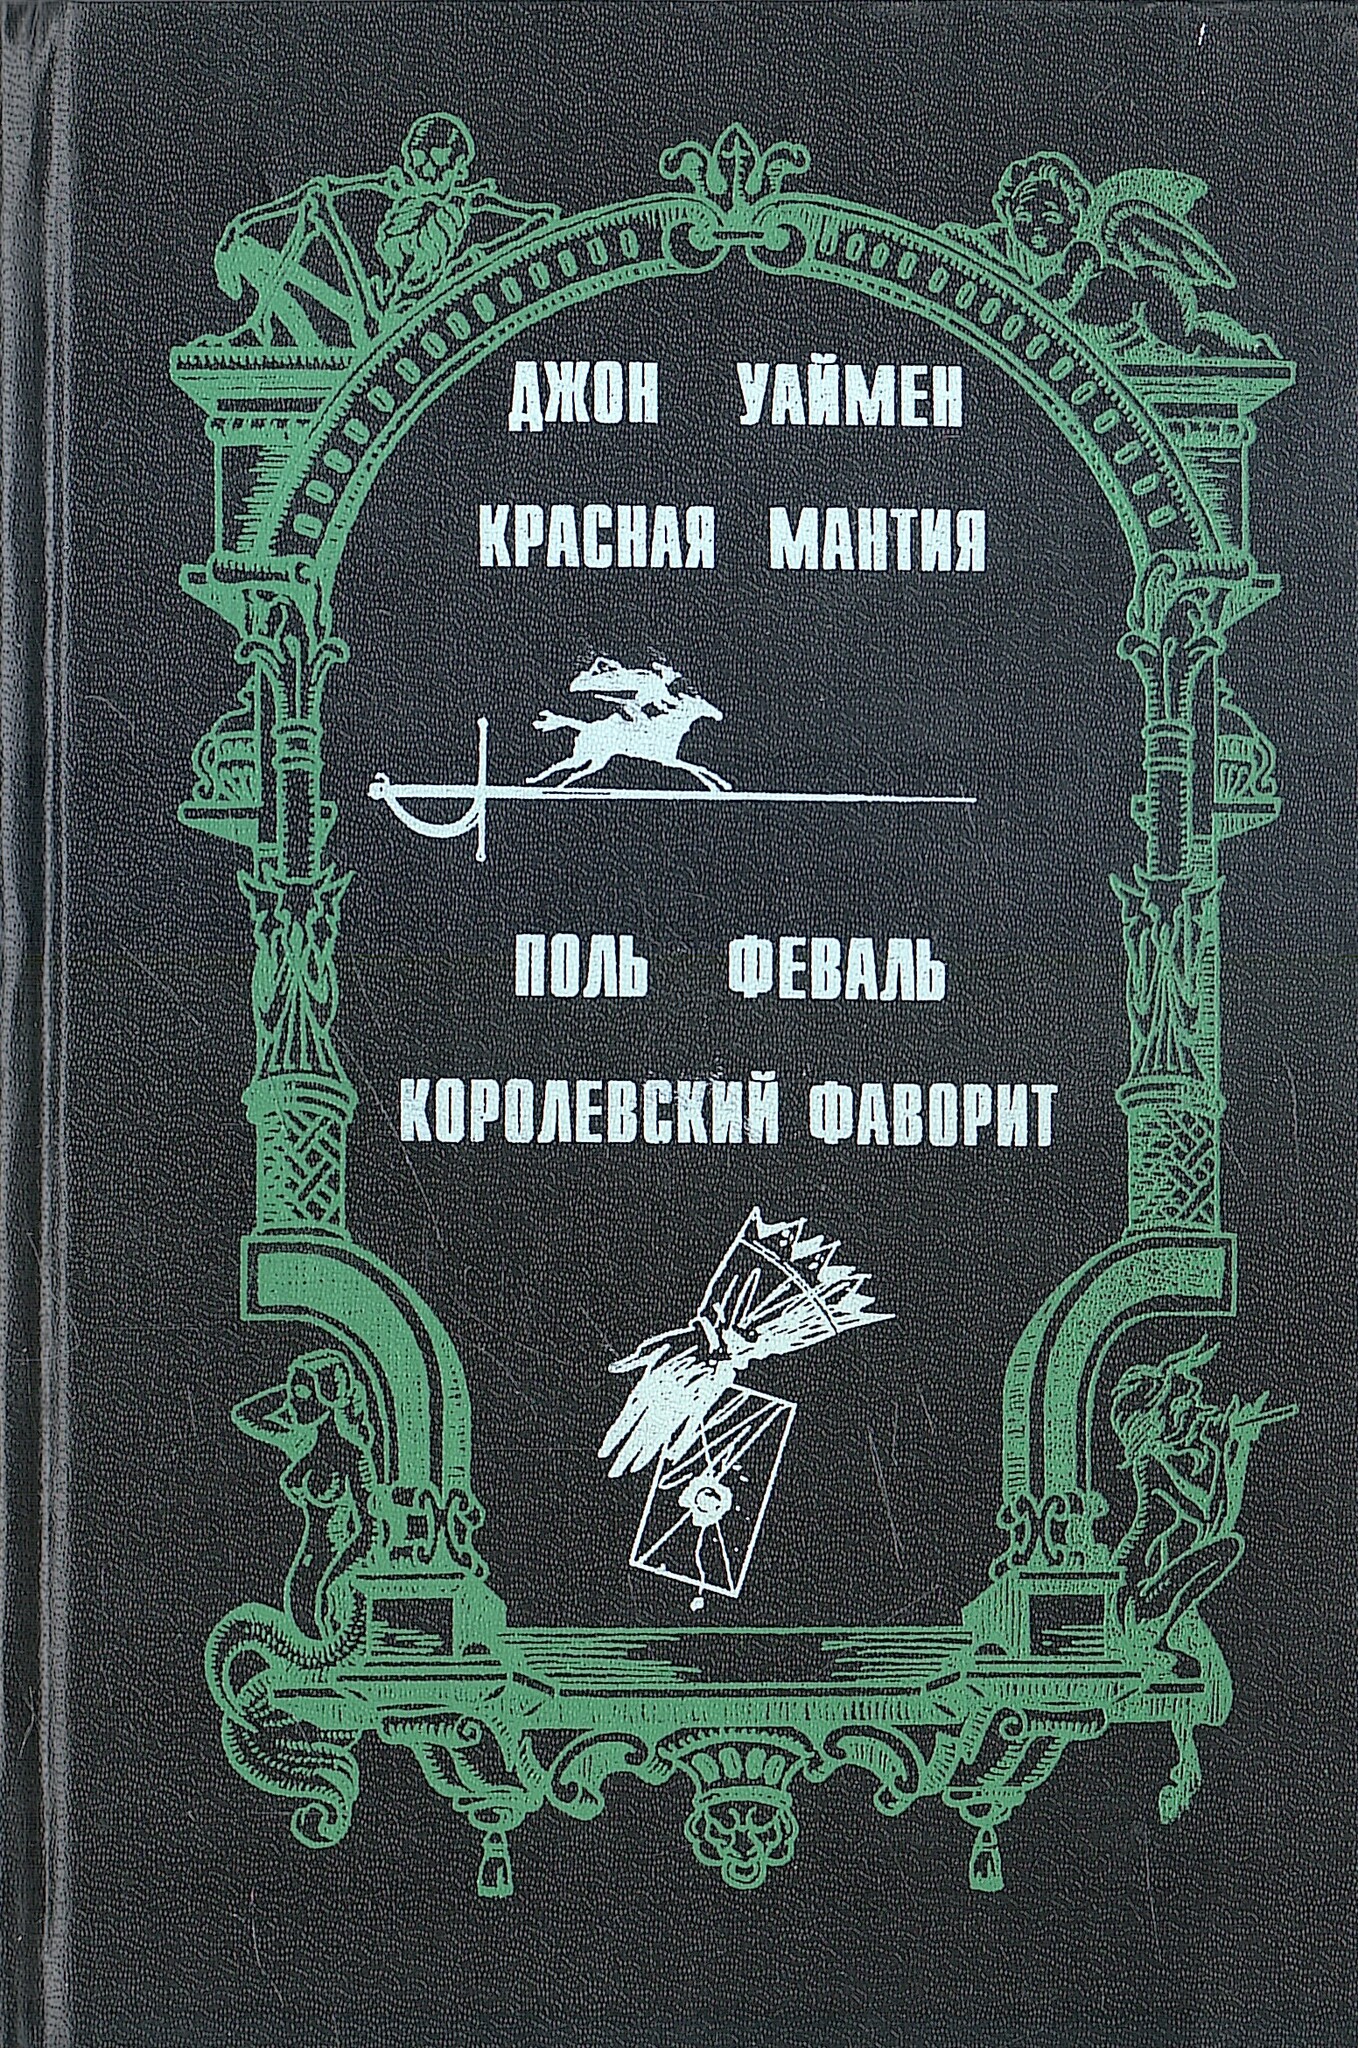 ДЖОН УАЙМЕН
КРАСНАЯ МАНТИЯ
ПОЛЬ ФЕВАЛЬ
КОРОЛЕВСКИЙ ФАВОРИТ